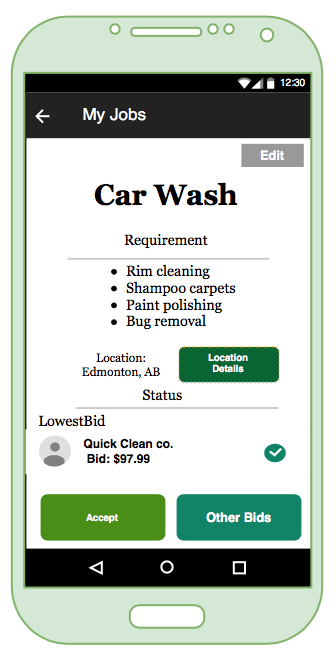 12:30
My Jobs
Edit
Car Wash
Requirement
Rim cleaning
Shampoo carpets
Paint polishing
Bug removal
Location:
Edmonton, AB
Location
Details
Status
LowestBid
Quick Clean co.
Bid: $97.99
Accept
Other Bids